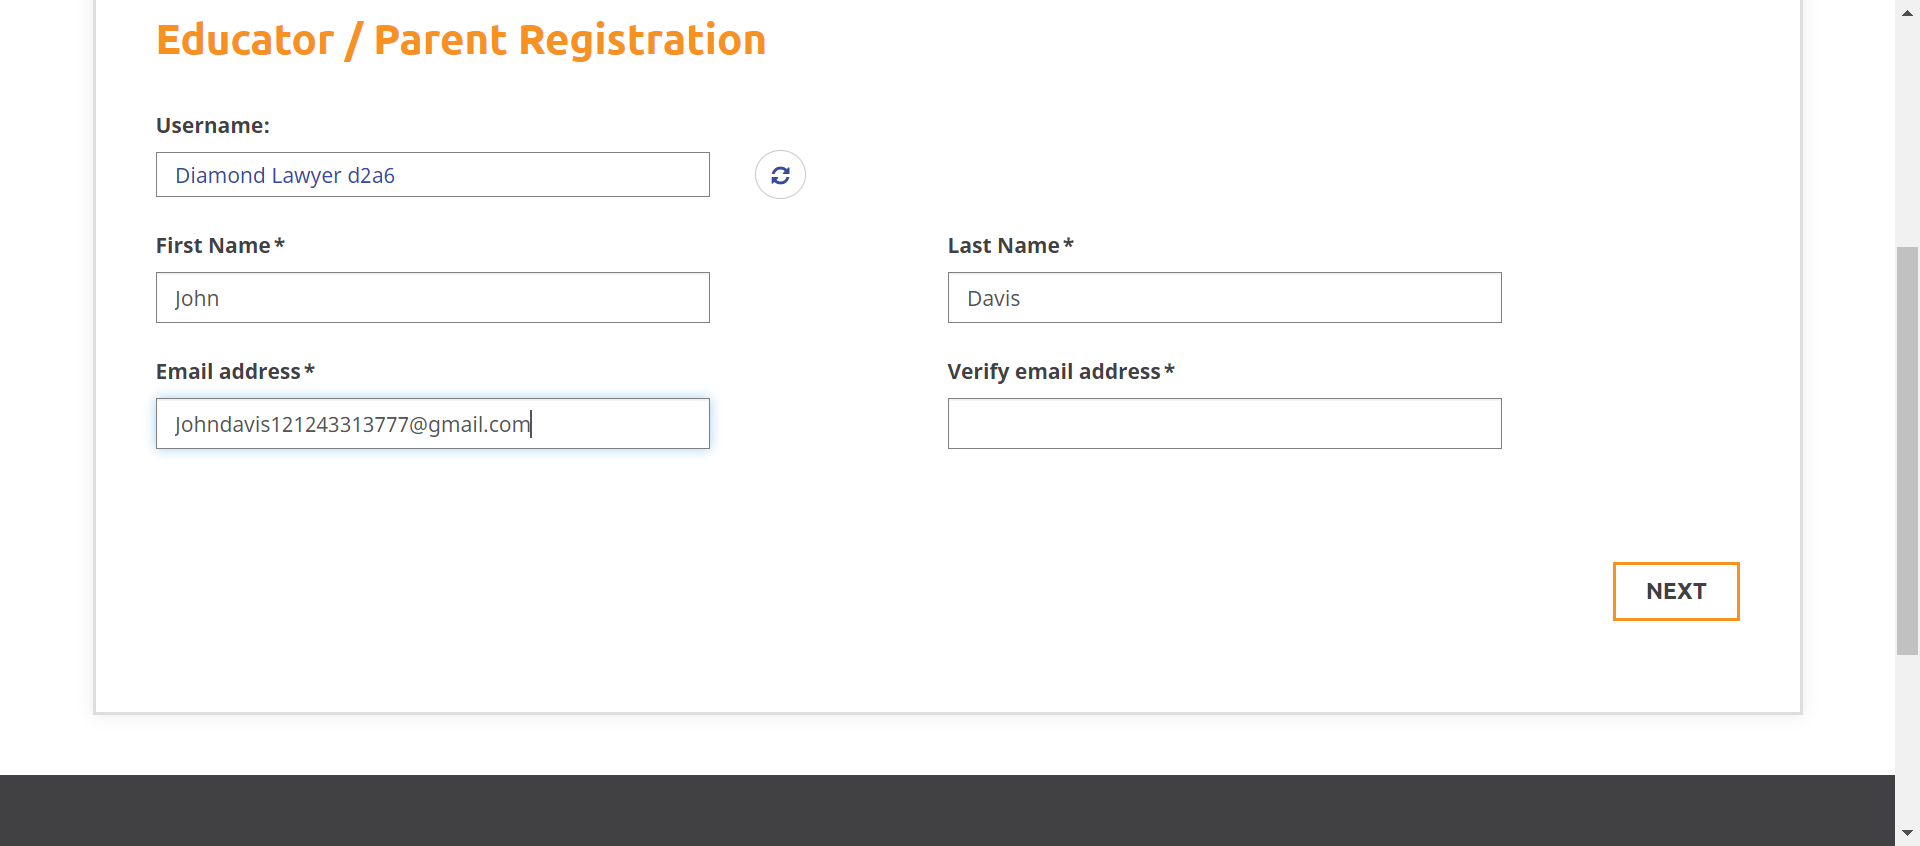 Educator / Parent Registration
Username:
Diamond Lawyer d2a6
First Name*
Last Name*
John
Davis
Email address*
Verify email address*
Johndavis121243313777@gmail.com
NEXT